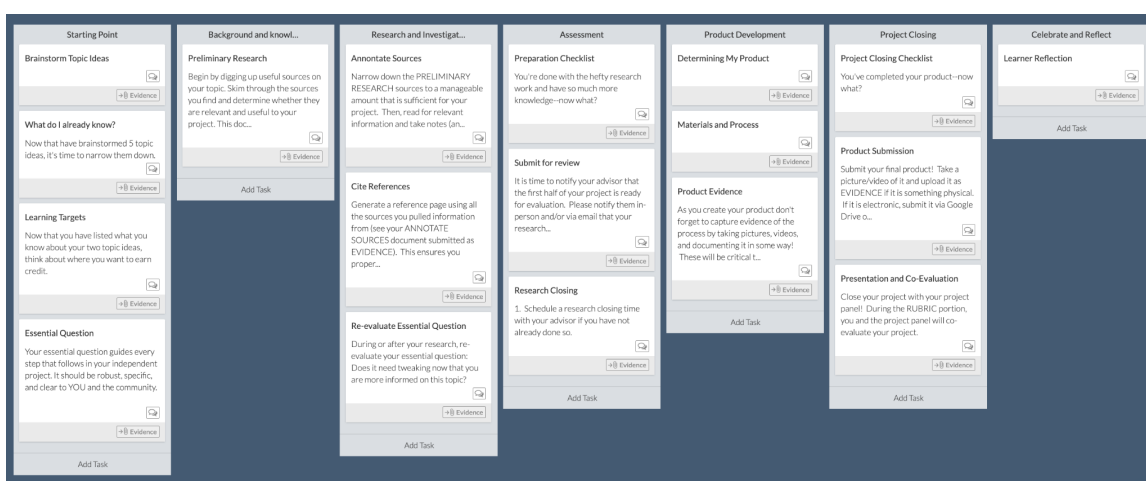 Starting Point
Brainstorm Topic Ideas
Evidence
What do I already know?
Now that have brainstormed 5 topic
ideas, it's time to narrow them down.
Evidence
Learning Targets
Now that you have listed what you
know about your two topic ideas,
think about where you want to earn
credit.
Evidence
Essential Question
Your essential question guides every
step that follows in your independent
project. It should be robust, specific,
and clear to YOU and the community.
Evidence
Add Task
Background and knowl...
Preliminary Research
Begin by digging up useful sources on
your topic. Skim through the sources
you find and determine whether they
are relevant and useful to your
project. This doc...
Evidence
Add Task
Research and Investigat...
Annontate Sources
Narrow down the PRELIMINARY
RESEARCH sources to a manageable
amount that is sufficient for your
project. Then, read for relevant
information and take notes (an...
Evidence
Cite References
Generate a reference page using all
the sources you pulled information
from (see your ANNOTATE
SOURCES document submitted as
EVIDENCE). This ensures you
proper...
Evidence
Re-evaluate Essential Question
During or after your research, re-
evaluate your essential question:
Does it need tweaking now that you
are more informed on this topic?
Evidence
Add Task
Assessment
Preparation Checklist
You're done with the hefty research
work and have so much more
knowledge--now what?
Evidence
Submit for review
It is time to notify your advisor that
the first half of your project is ready
for evaluation. Please notify them in-
person and/or via email that your
research...
Evidence
Research Closing
1. Schedule a research closing time
with your advisor if you have not
already done so.
Evidence
Add Task
Product Development
Determining My Product
Evidence
Materials and Process
Evidence
Product Evidence
As you create your product don't
forget to capture evidence of the
process by taking pictures, videos,
and documenting it in some way!
These will be critical t...
Evidence
Add Task
Project Closing
Project Closing Checklist
You've completed your product--now
what?
Evidence
Product Submission
Submit your final product! Take a
picture/video of it and upload it as
EVIDENCE if it is something physical.
If it is electronic, submit it via Google
Drive o...
Evidence
Presentation and Co-Evaluation
Close your project with your project
panel! During the RUBRIC portion,
you and the project panel will co-
evaluate your project.
Evidence
Add Task
Celebrate and Reflect
Learner Reflection
Evidence
Add Task